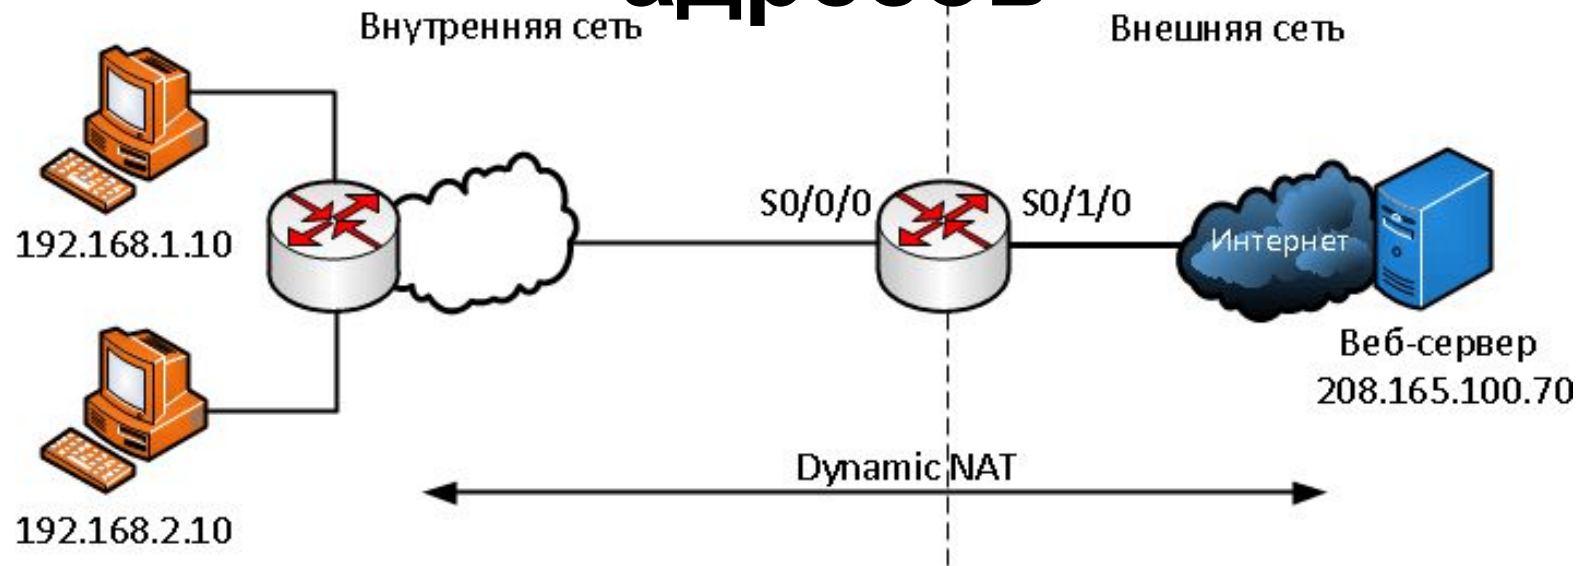 адресов
Внутренняя сеть
Внешняя сеть
192.168.1.10
S0/0/0
S0/1/0
Интернет
Веб-сервер
208.165.100.70
Dynamic NAT
192.168.2.10